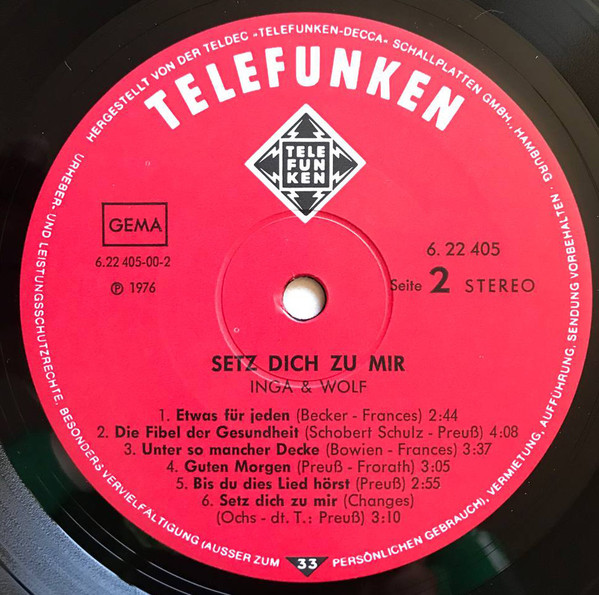 HERGESTELLT VON DER TELDEC »TELEFUNKEN-DECCA« SCHALLPLATTEN GMBH., HAMBURG ·
URHEBER- UND LEISTUNGSSCHUTZRECHTE, BESONDERS VERVIELFÄLTIGUNG (AUSSER ZUM PERSÖNLICHEN GEBRAUCH), VERMIETUNG, AUFFÜHRUNG, SENDUNG VORBEHALTEN
TELEFUNKEN
TELE
FUN
KEN
GEMA
6.22 405-00-2
Ⓟ 1976
6. 22 405
Seite 2 STEREO
SETZ DICH ZU MIR
INGA & WOLF
1. Etwas für jeden (Becker - Frances) 2:44
2. Die Fibel der Gesundheit (Schobert Schulz - Preuß) 4:08
3. Unter so mancher Decke (Bowien - Frances) 3:37
4. Guten Morgen (Preuß - Frorath) 3:05
5. Bis du dies Lied hörst (Preuß) 2:55
6. Setz dich zu mir (Changes)
(Ochs - dt. T.: Preuß) 3:10
33